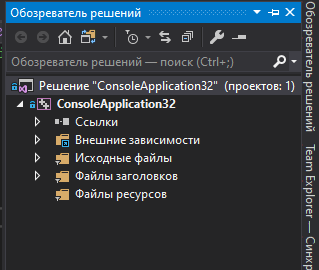 Обозреватель решений
Обозреватель решений — поиск (Ctrl+;)
Решение "ConsoleApplication32" (проектов: 1)
ConsoleApplication32
Ссылки
Внешние зависимости
Исходные файлы
Файлы заголовков
Файлы ресурсов
Обозреватель решений
Team Explorer — Синхр